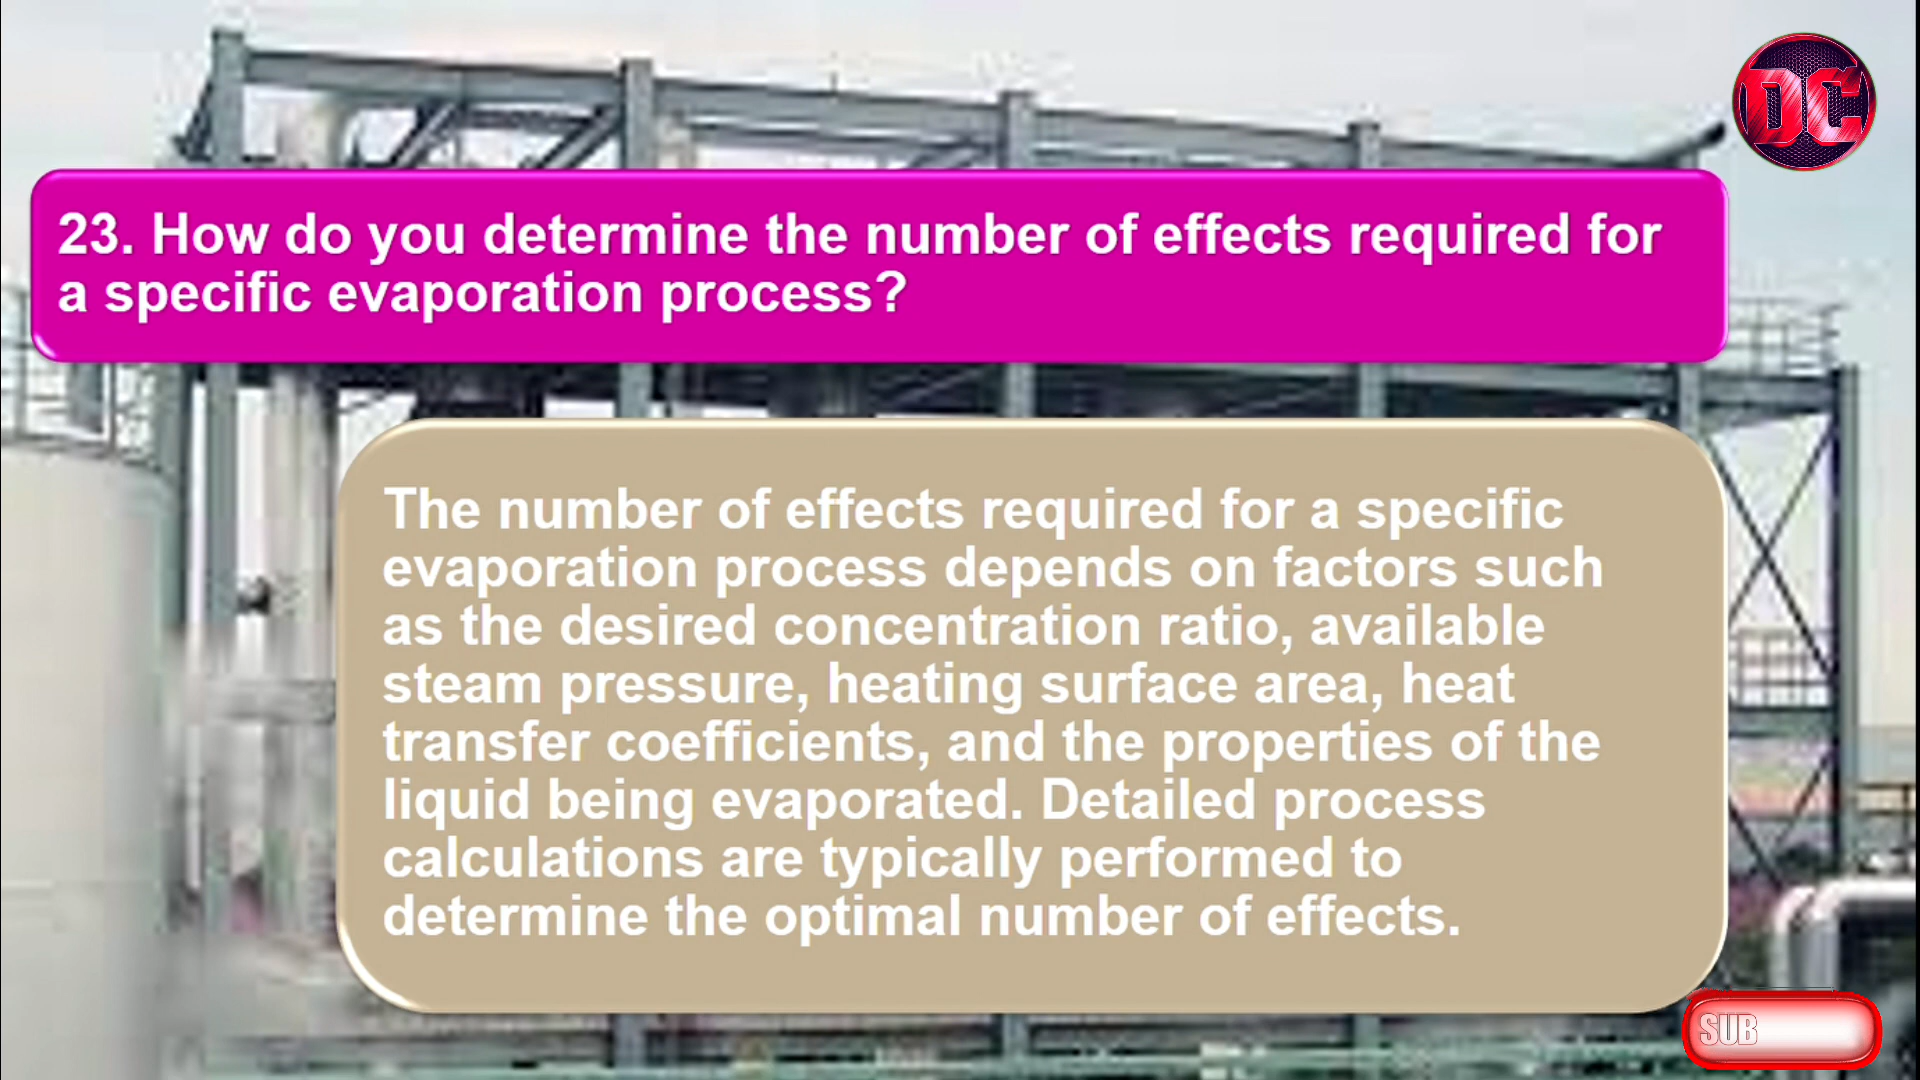 DC
23. How do you determine the number of effects required for
a specific evaporation process?
The number of effects required for a specific
evaporation process depends on factors such
as the desired concentration ratio, available
steam pressure, heating surface area, heat
transfer coefficients, and the properties of the
liquid being evaporated. Detailed process
calculations are typically performed to
determine the optimal number of effects.
SUB